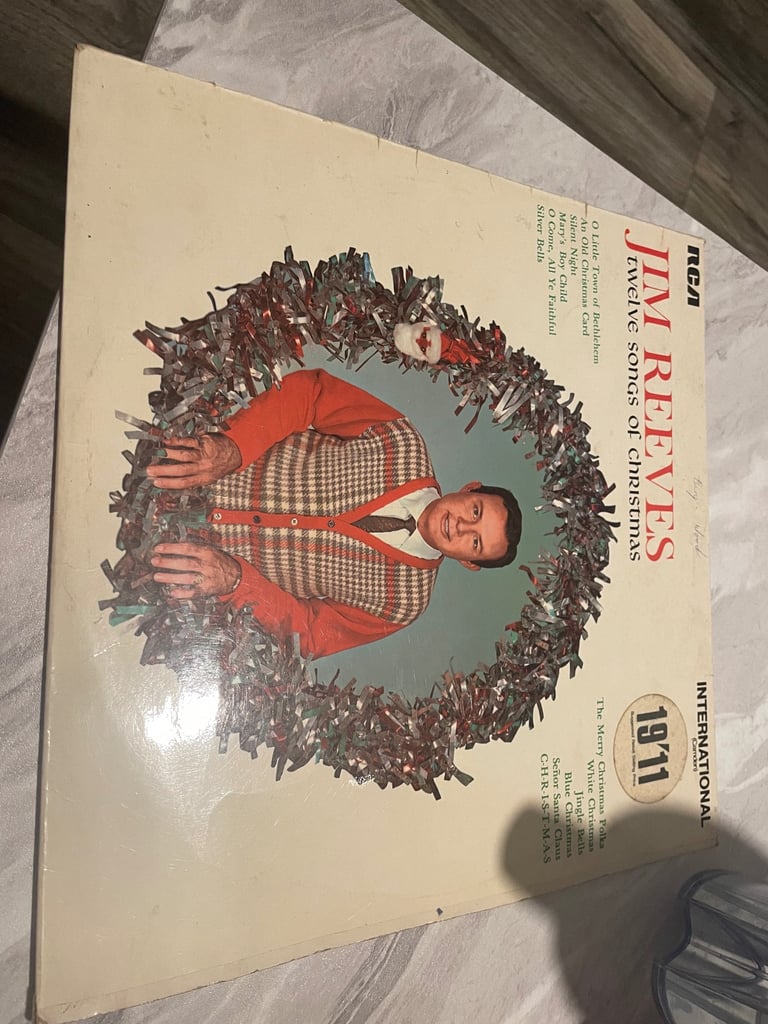 RCA
INTERNATIONAL
(Camden)
JIM REEVES
twelve songs of christmas
19'11
O Little Town of Bethlehem
An Old Christmas Card
Silent Night
Mary's Boy Child
O Come, All Ye Faithful
Silver Bells
The Merry Christmas Polka
White Christmas
Jingle Bells
Blue Christmas
Señor Santa Claus
C-H-R-I-S-T-M-A-S